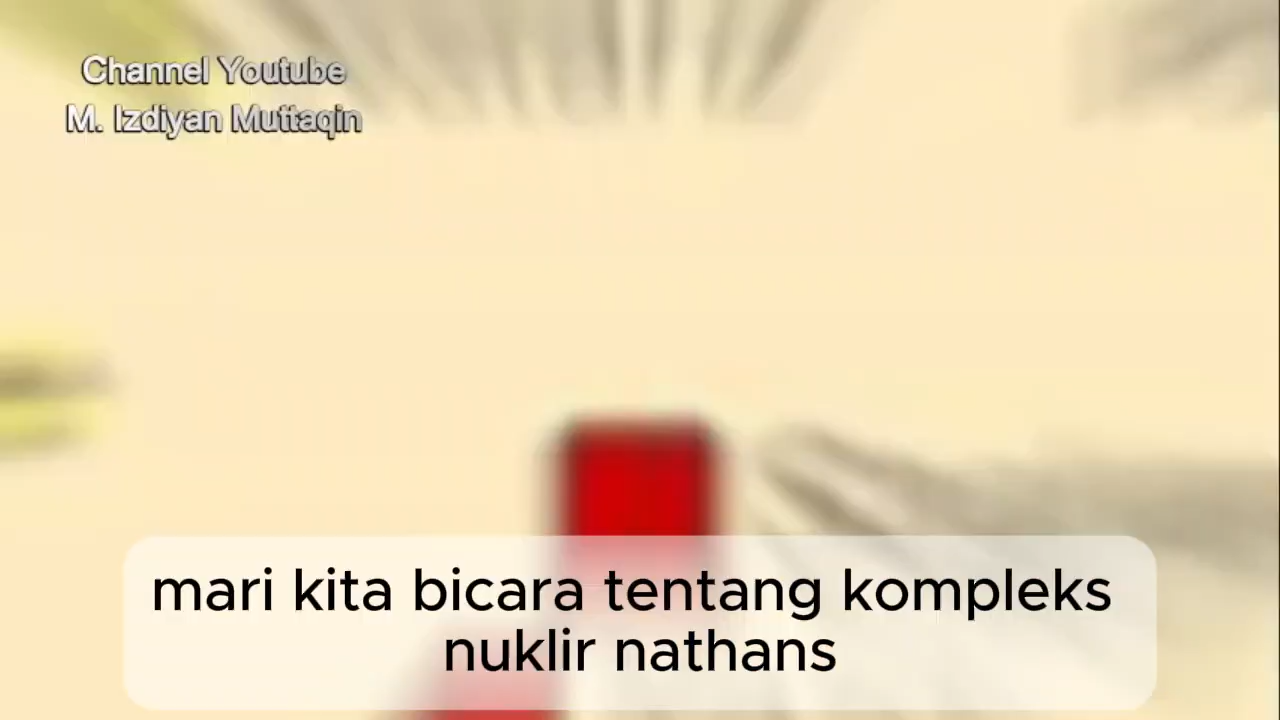 Channel Youtube
M. Izdiyan Muttaqin
mari kita bicara tentang kompleks
nuklir nathans